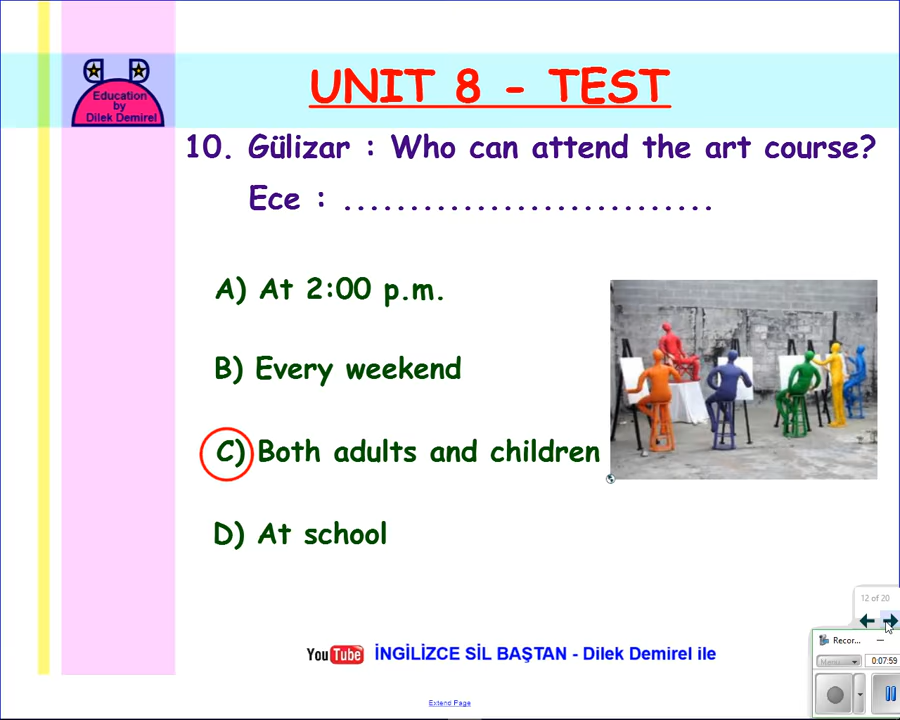 Education
by
Dilek Demirel
UNIT 8 - TEST
10. Gülizar : Who can attend the art course?
Ece : ............................
A) At 2:00 p.m.
B) Every weekend
C) Both adults and children
D) At school
12 of 20
Recor...
Menu
0:07:59
YouTube İNGİLİZCE SİL BAŞTAN - Dilek Demirel ile
Extend Page